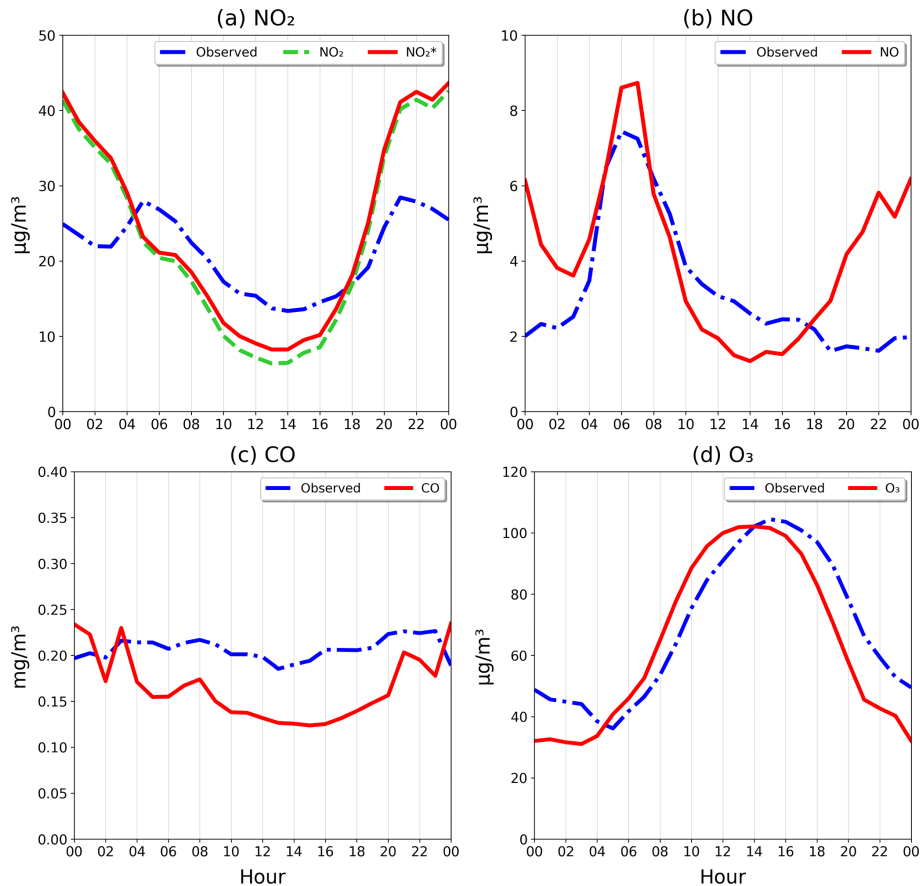 (a) NO₂
Observed NO₂ NO₂*
µg/m³
50
40
30
20
10
0
00 02 04 06 08 10 12 14 16 18 20 22 00
(b) NO
Observed NO
µg/m³
10
8
6
4
2
0
00 02 04 06 08 10 12 14 16 18 20 22 00
(c) CO
Observed CO
mg/m³
0.40
0.35
0.30
0.25
0.20
0.15
0.10
0.05
0.00
00 02 04 06 08 10 12 14 16 18 20 22 00
Hour
(d) O₃
Observed O₃
µg/m³
120
100
80
60
40
20
0
00 02 04 06 08 10 12 14 16 18 20 22 00
Hour